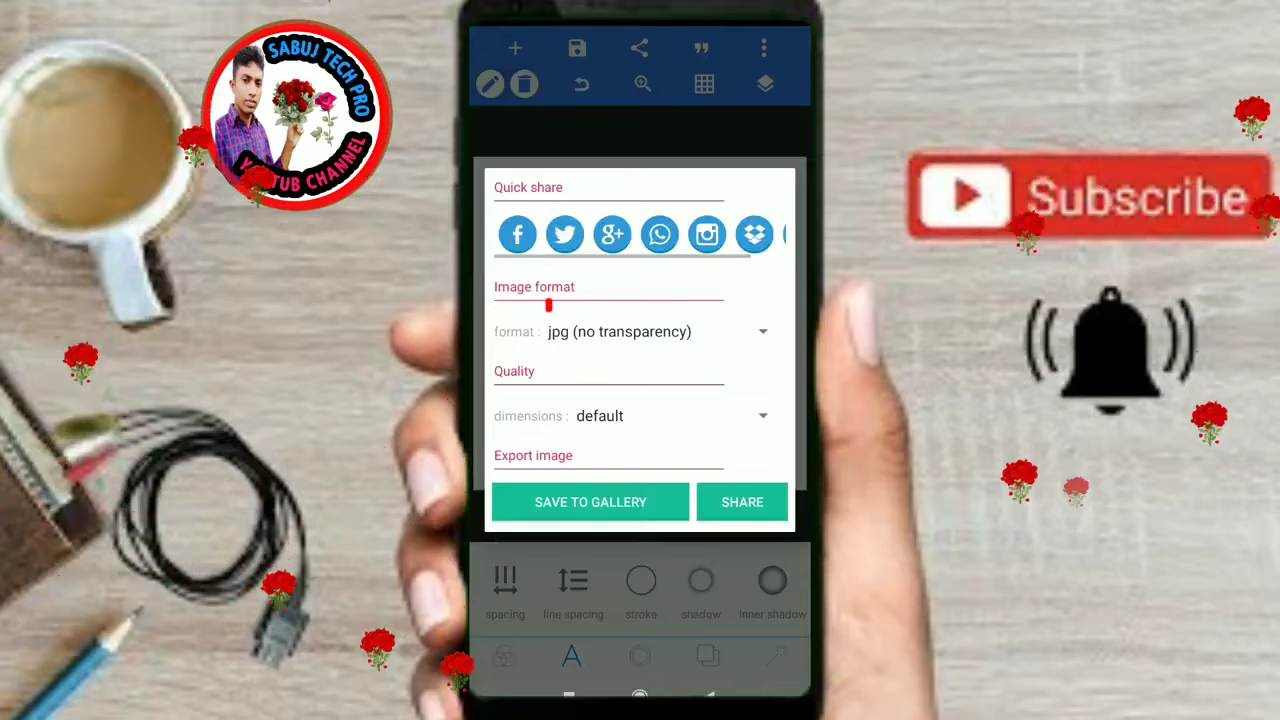 SABUJ TECH PRO
YOUTUB CHANNEL
Subscribe
Quick share
Image format
format : jpg (no transparency)
Quality
dimensions : default
Export image
SAVE TO GALLERY
SHARE
spacing
line spacing
stroke
shadow
inner shadow